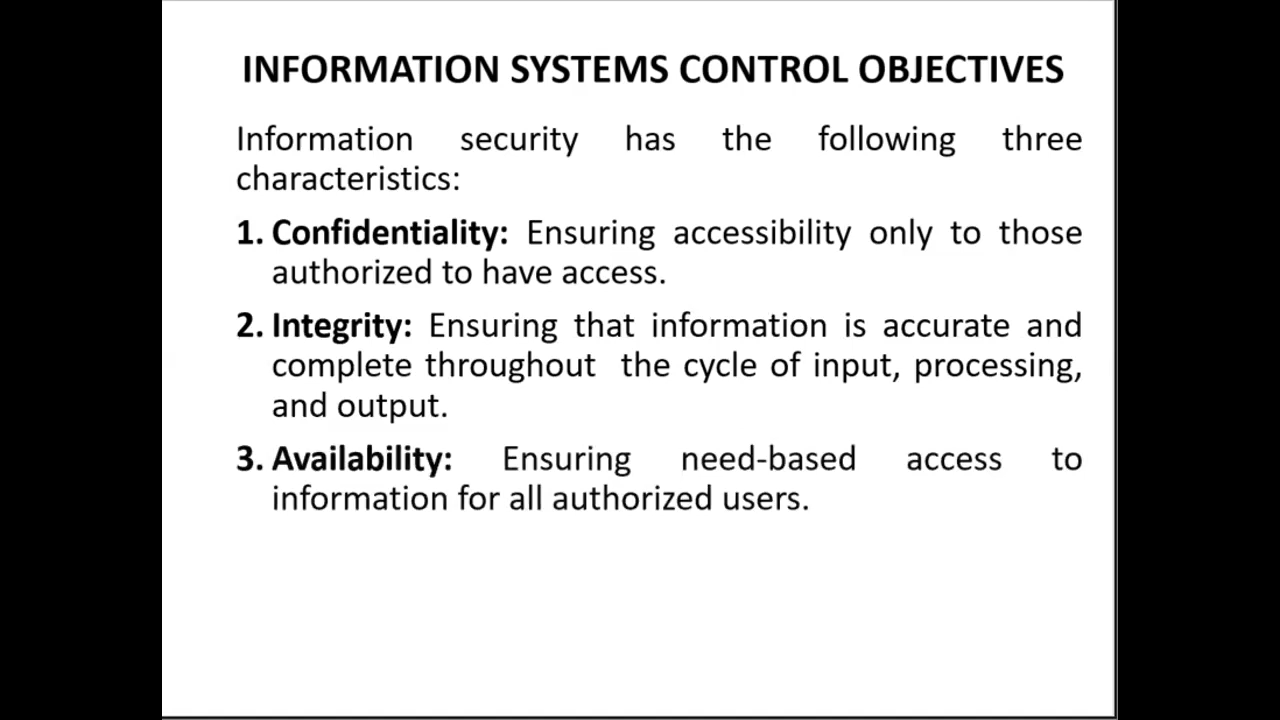 INFORMATION SYSTEMS CONTROL OBJECTIVES
Information security has the following three
characteristics:
1. Confidentiality: Ensuring accessibility only to those
authorized to have access.
2. Integrity: Ensuring that information is accurate and
complete throughout the cycle of input, processing,
and output.
3. Availability: Ensuring need-based access to
information for all authorized users.